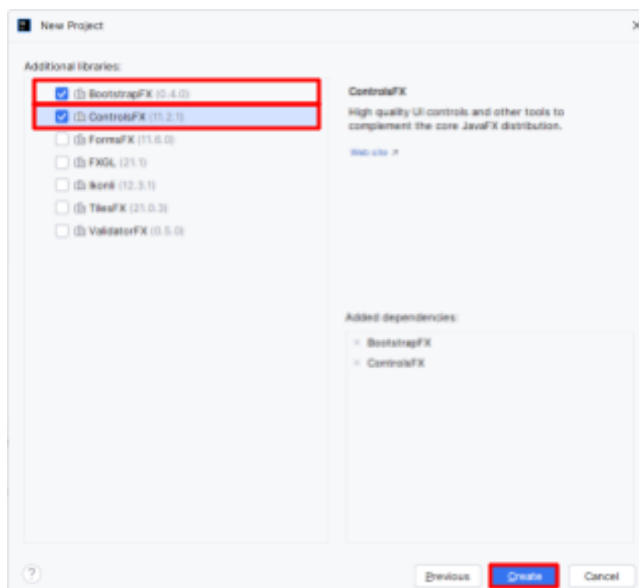 New Project
Additional libraries:
BootstrapFX (0.4.0)
ControlsFX (11.2.1)
FormsFX (11.6.0)
FXGL (21.1)
Ikonli (12.3.1)
TilesFX (21.0.3)
ValidatorFX (0.5.0)
ControlsFX
High quality UI controls and other tools to
complement the core JavaFX distribution.
Web site ↗
Added dependencies:
× BootstrapFX
× ControlsFX
?
Previous
Create
Cancel